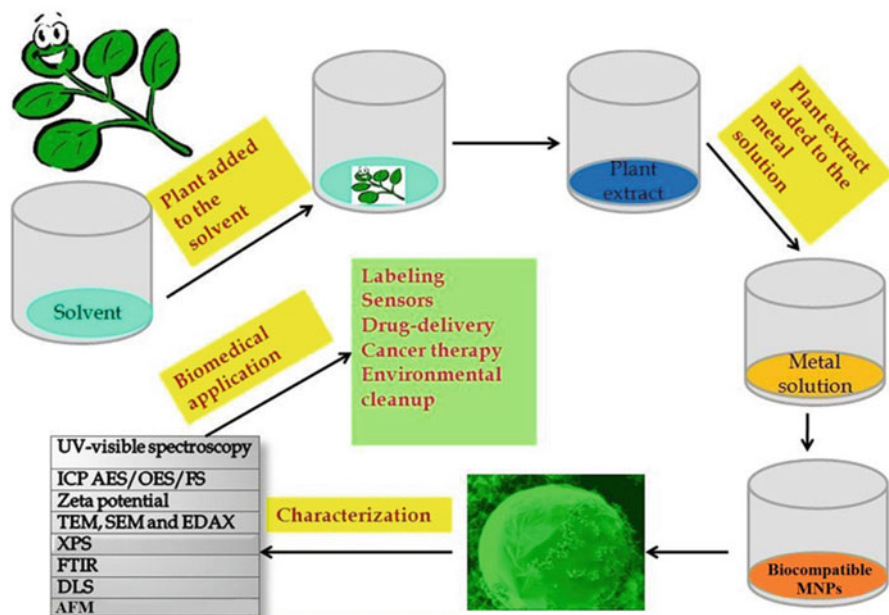 Plant added
to the
solvent
Solvent
Plant
extract
Plant extract
added to the
metal
solution
Metal
solution
Biocompatible
MNPs
Characterization
UV-visible spectroscopy
ICP AES/OES/FS
Zeta potential
TEM, SEM and EDAX
XPS
FTIR
DLS
AFM
Biomedical
application
Labeling
Sensors
Drug-delivery
Cancer therapy
Environmental
cleanup